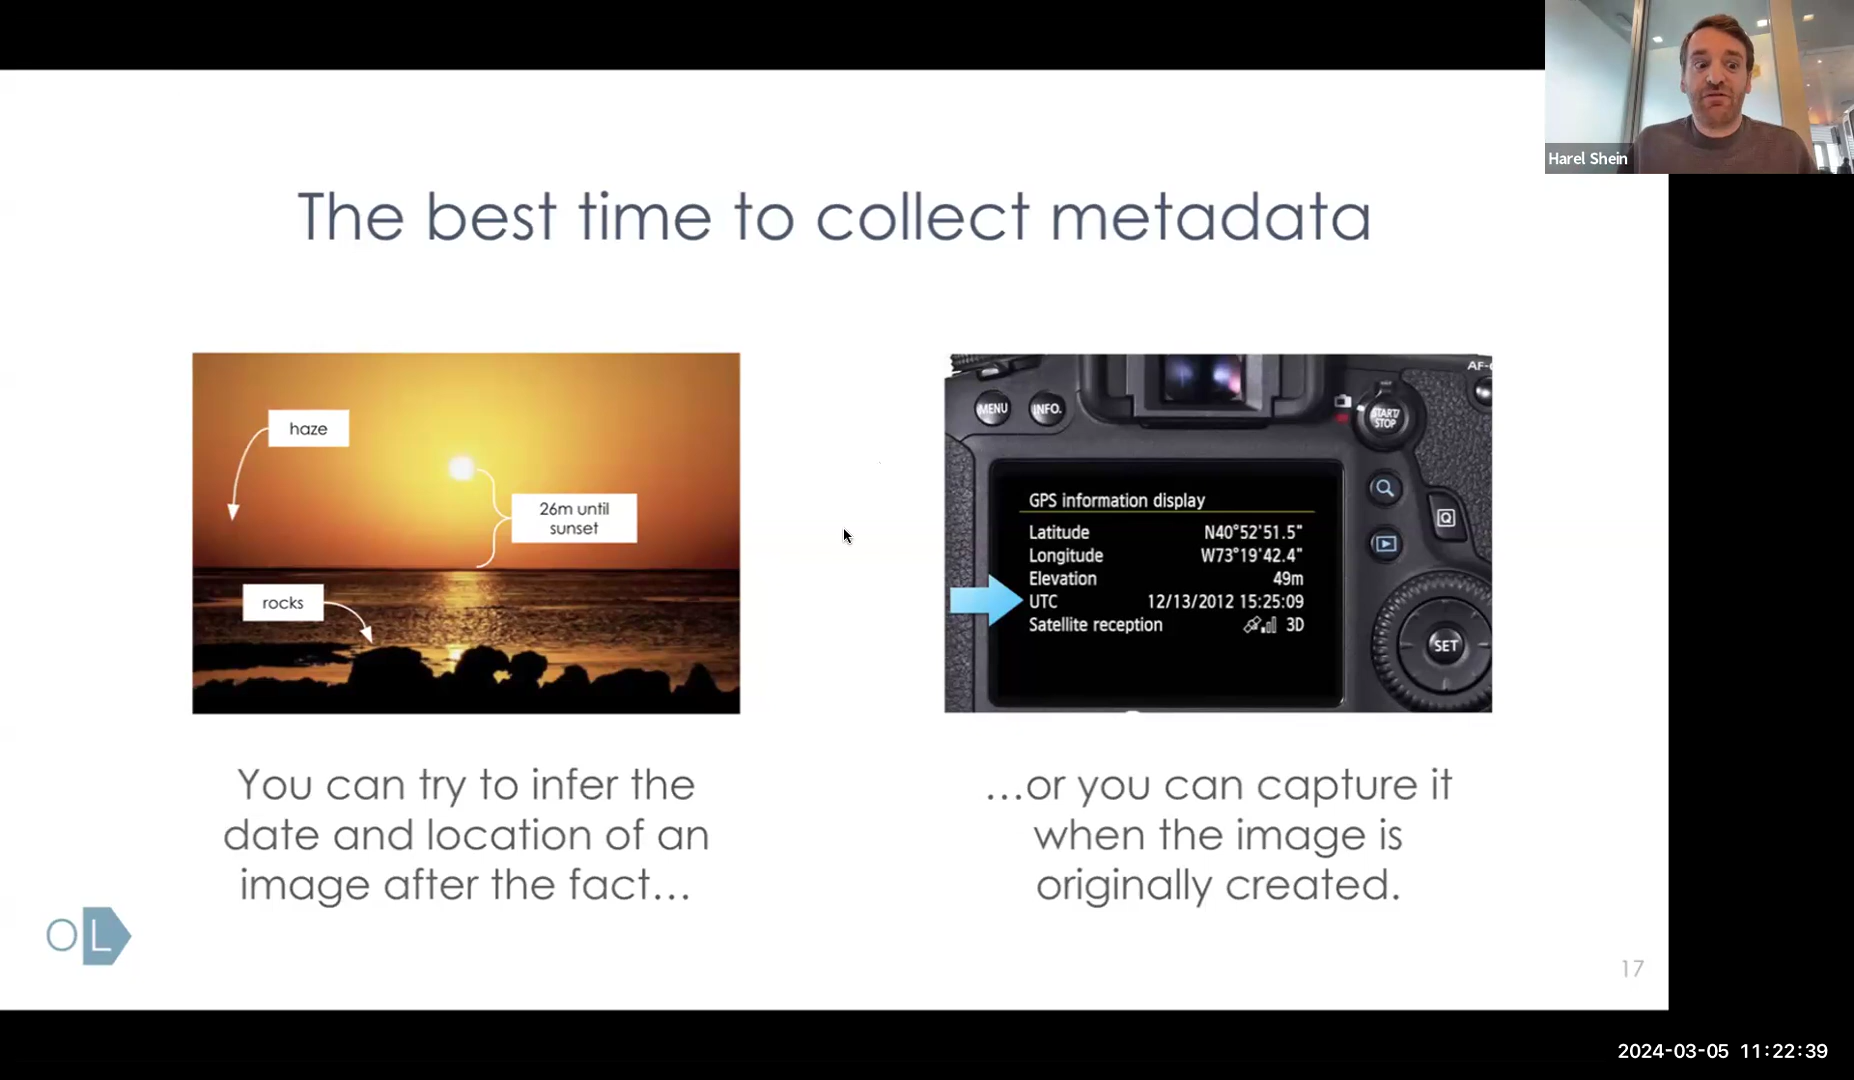 Harel Shein
The best time to collect metadata
haze
26m until
sunset
rocks
MENU
INFO.
AF-
START/
STOP
Q
SET
GPS information display
Latitude N40°52'51.5"
Longitude W73°19'42.4"
Elevation 49m
UTC 12/13/2012 15:25:09
Satellite reception 3D
You can try to infer the
date and location of an
image after the fact...
...or you can capture it
when the image is
originally created.
OL
17
2024-03-05 11:22:39